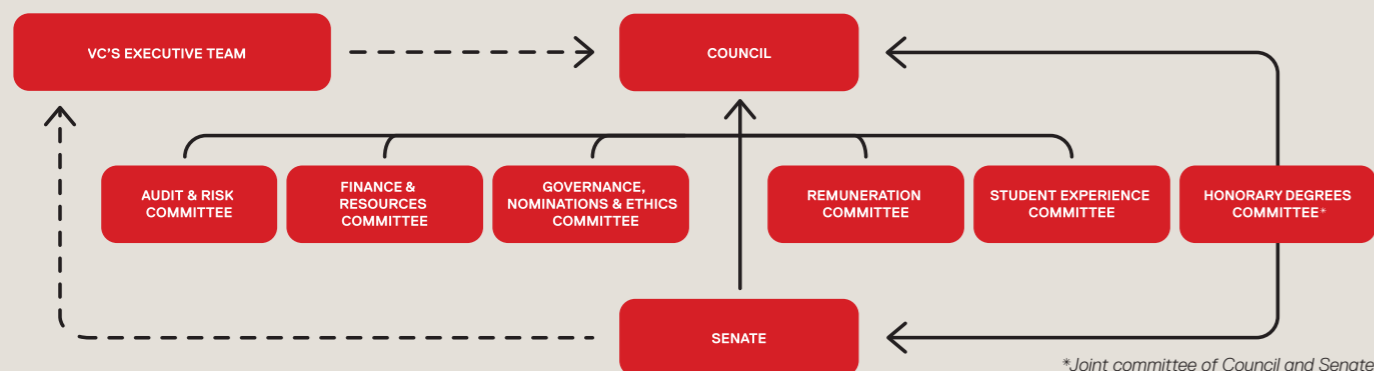 VC'S EXECUTIVE TEAM
COUNCIL
AUDIT & RISK
COMMITTEE
FINANCE &
RESOURCES
COMMITTEE
GOVERNANCE,
NOMINATIONS & ETHICS
COMMITTEE
REMUNERATION
COMMITTEE
STUDENT EXPERIENCE
COMMITTEE
HONORARY DEGREES
COMMITTEE*
SENATE
*Joint committee of Council and Senate